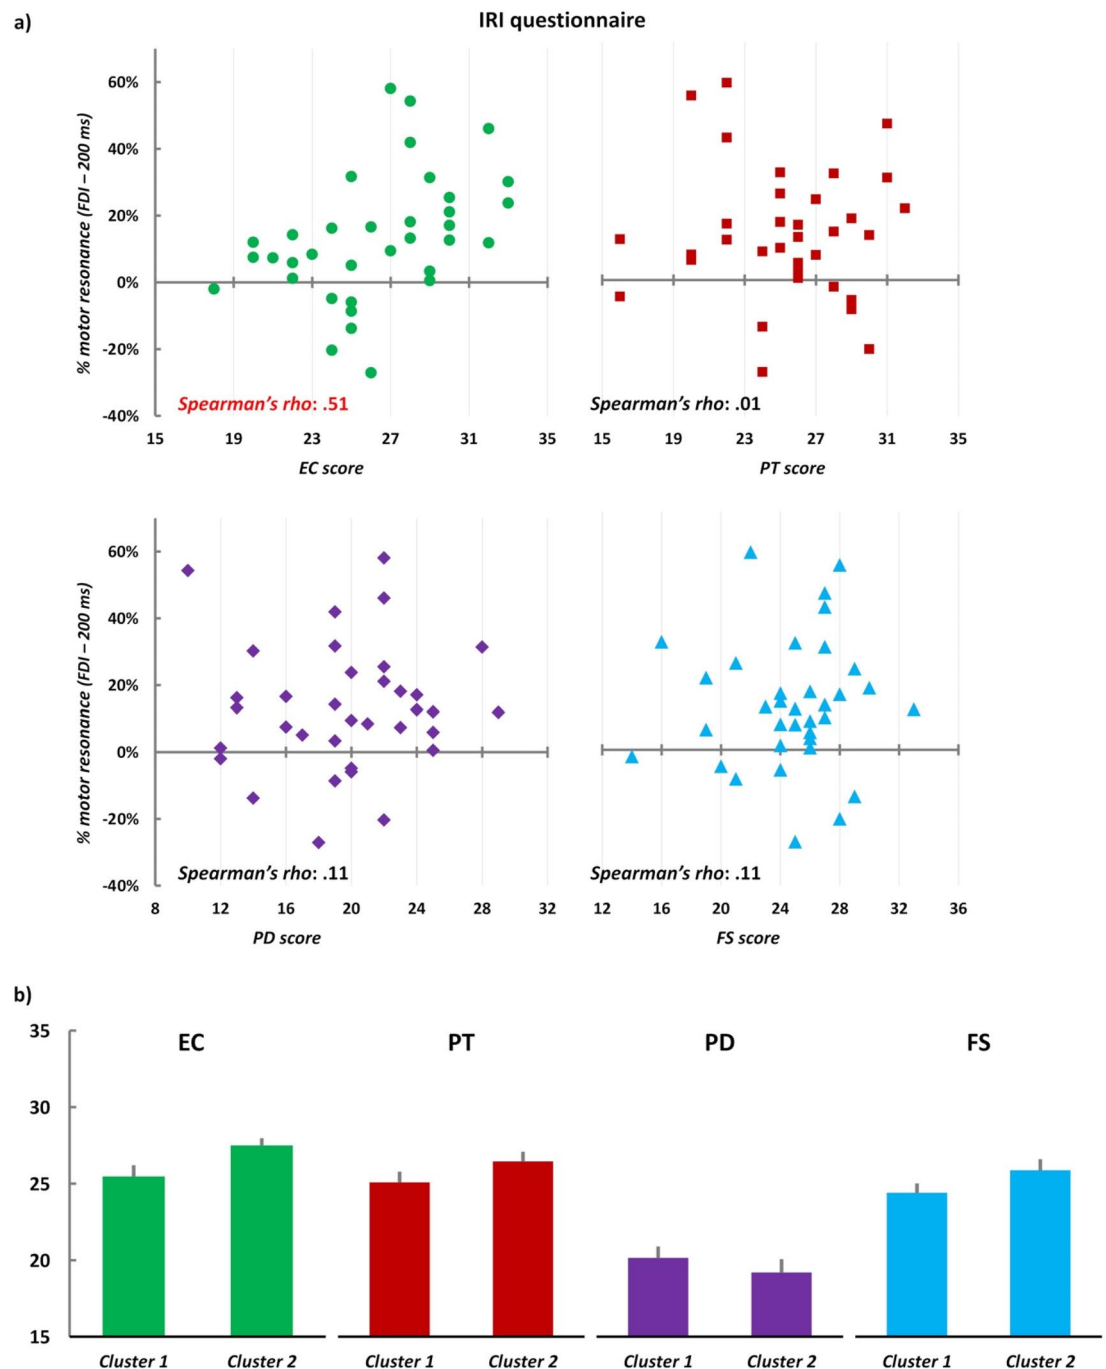 a)
IRI questionnaire
60%
40%
20%
0%
-20%
-40%
% motor resonance (FDI – 200 ms)
Spearman's rho: .51
15 19 23 27 31 35
EC score
Spearman's rho: .01
15 19 23 27 31 35
PT score
60%
40%
20%
0%
-20%
-40%
% motor resonance (FDI – 200 ms)
Spearman's rho: .11
8 12 16 20 24 28 32
PD score
Spearman's rho: .11
12 16 20 24 28 32 36
FS score
b)
35
30
25
20
15
EC
PT
PD
FS
Cluster 1 Cluster 2 Cluster 1 Cluster 2 Cluster 1 Cluster 2 Cluster 1 Cluster 2